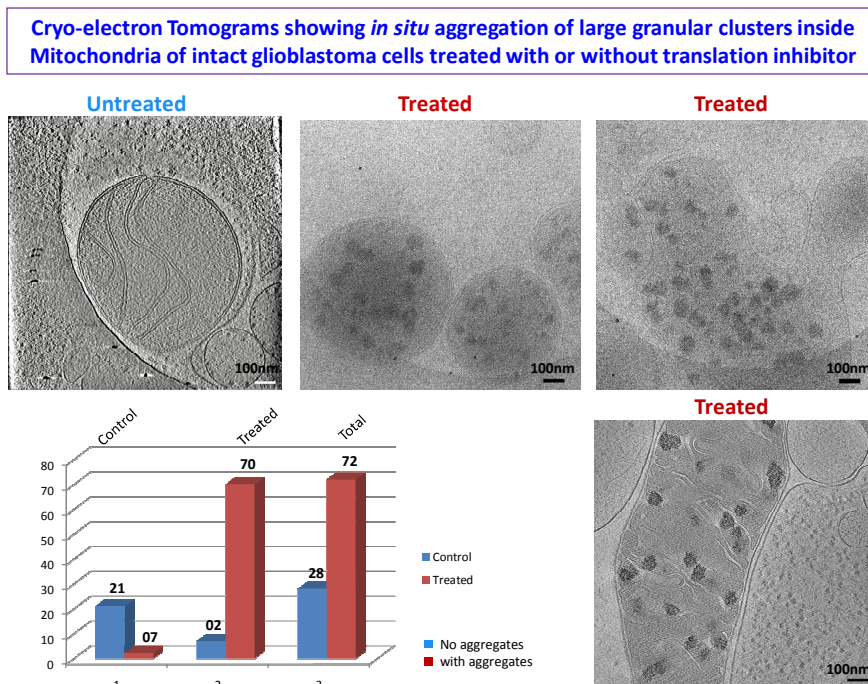 Cryo-electron Tomograms showing in situ aggregation of large granular clusters inside
Mitochondria of intact glioblastoma cells treated with or without translation inhibitor
Untreated
Treated
Treated
100nm
100nm
100nm
Treated
Control
Treated
Total
80
70
60
50
40
30
20
10
0
21
07
02
70
28
72
Control
Treated
No aggregates
with aggregates
100nm